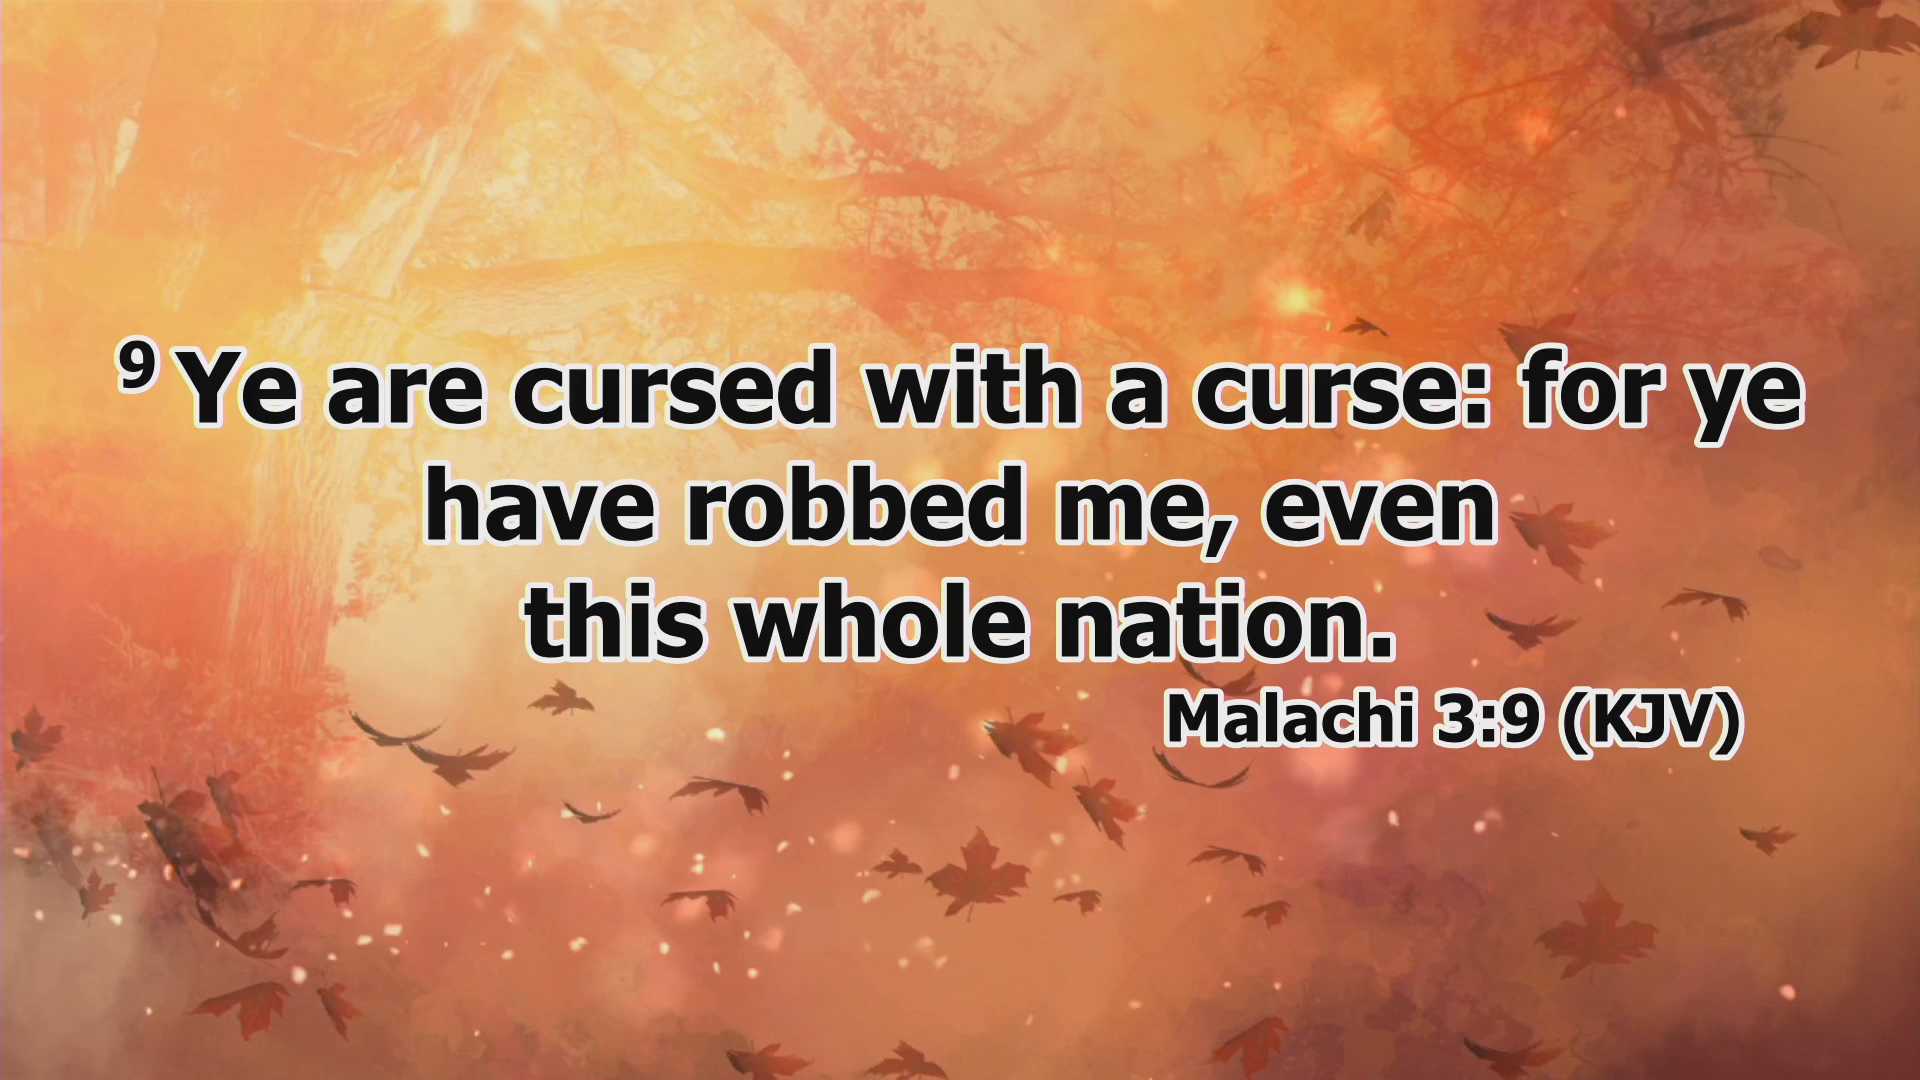 9 Ye are cursed with a curse: for ye
have robbed me, even
this whole nation.
Malachi 3:9 (KJV)